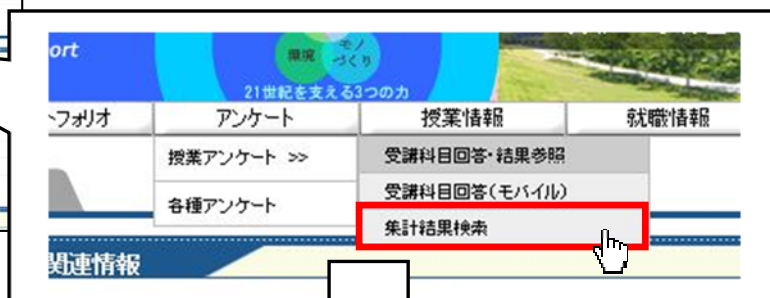 ort
環境
モノ
づくり
21世紀を支える3つの力
トフォリオ
アンケート
授業情報
就職情報
授業アンケート >>
受講科目回答・結果参照
受講科目回答(モバイル)
各種アンケート
集計結果検索
関連情報